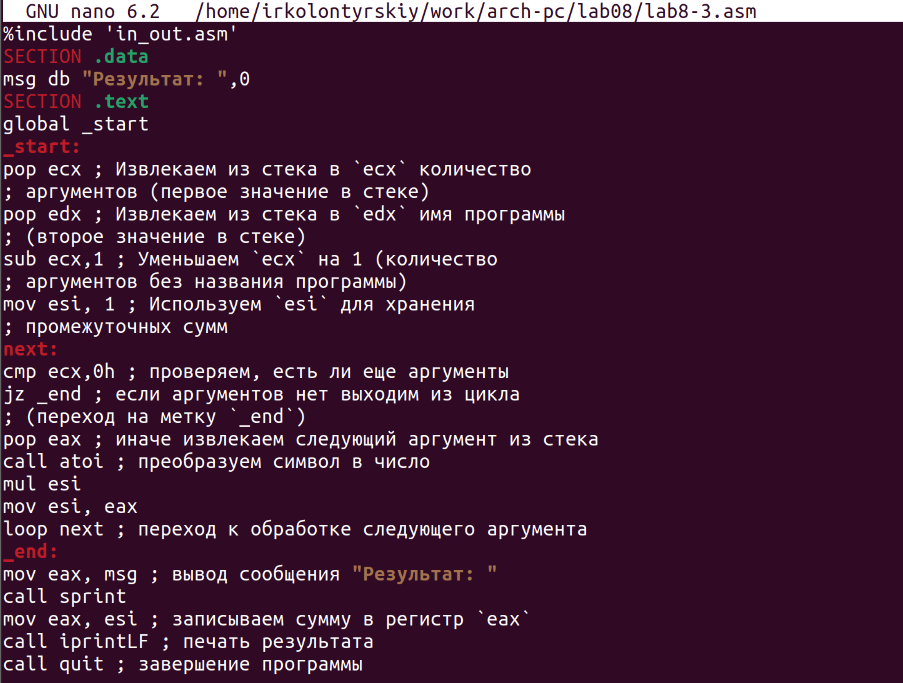 GNU nano 6.2 /home/irkolontyrskiy/work/arch-pc/lab08/lab8-3.asm
%include 'in_out.asm'
SECTION .data
msg db "Результат: ",0
SECTION .text
global _start
_start:
pop ecx ; Извлекаем из стека в `ecx` количество
; аргументов (первое значение в стеке)
pop edx ; Извлекаем из стека в `edx` имя программы
; (второе значение в стеке)
sub ecx,1 ; Уменьшаем `ecx` на 1 (количество
; аргументов без названия программы)
mov esi, 1 ; Используем `esi` для хранения
; промежуточных сумм
next:
cmp ecx,0h ; проверяем, есть ли еще аргументы
jz _end ; если аргументов нет выходим из цикла
; (переход на метку `_end`)
pop eax ; иначе извлекаем следующий аргумент из стека
call atoi ; преобразуем символ в число
mul esi
mov esi, eax
loop next ; переход к обработке следующего аргумента
_end:
mov eax, msg ; вывод сообщения "Результат: "
call sprint
mov eax, esi ; записываем сумму в регистр `eax`
call iprintLF ; печать результата
call quit ; завершение программы